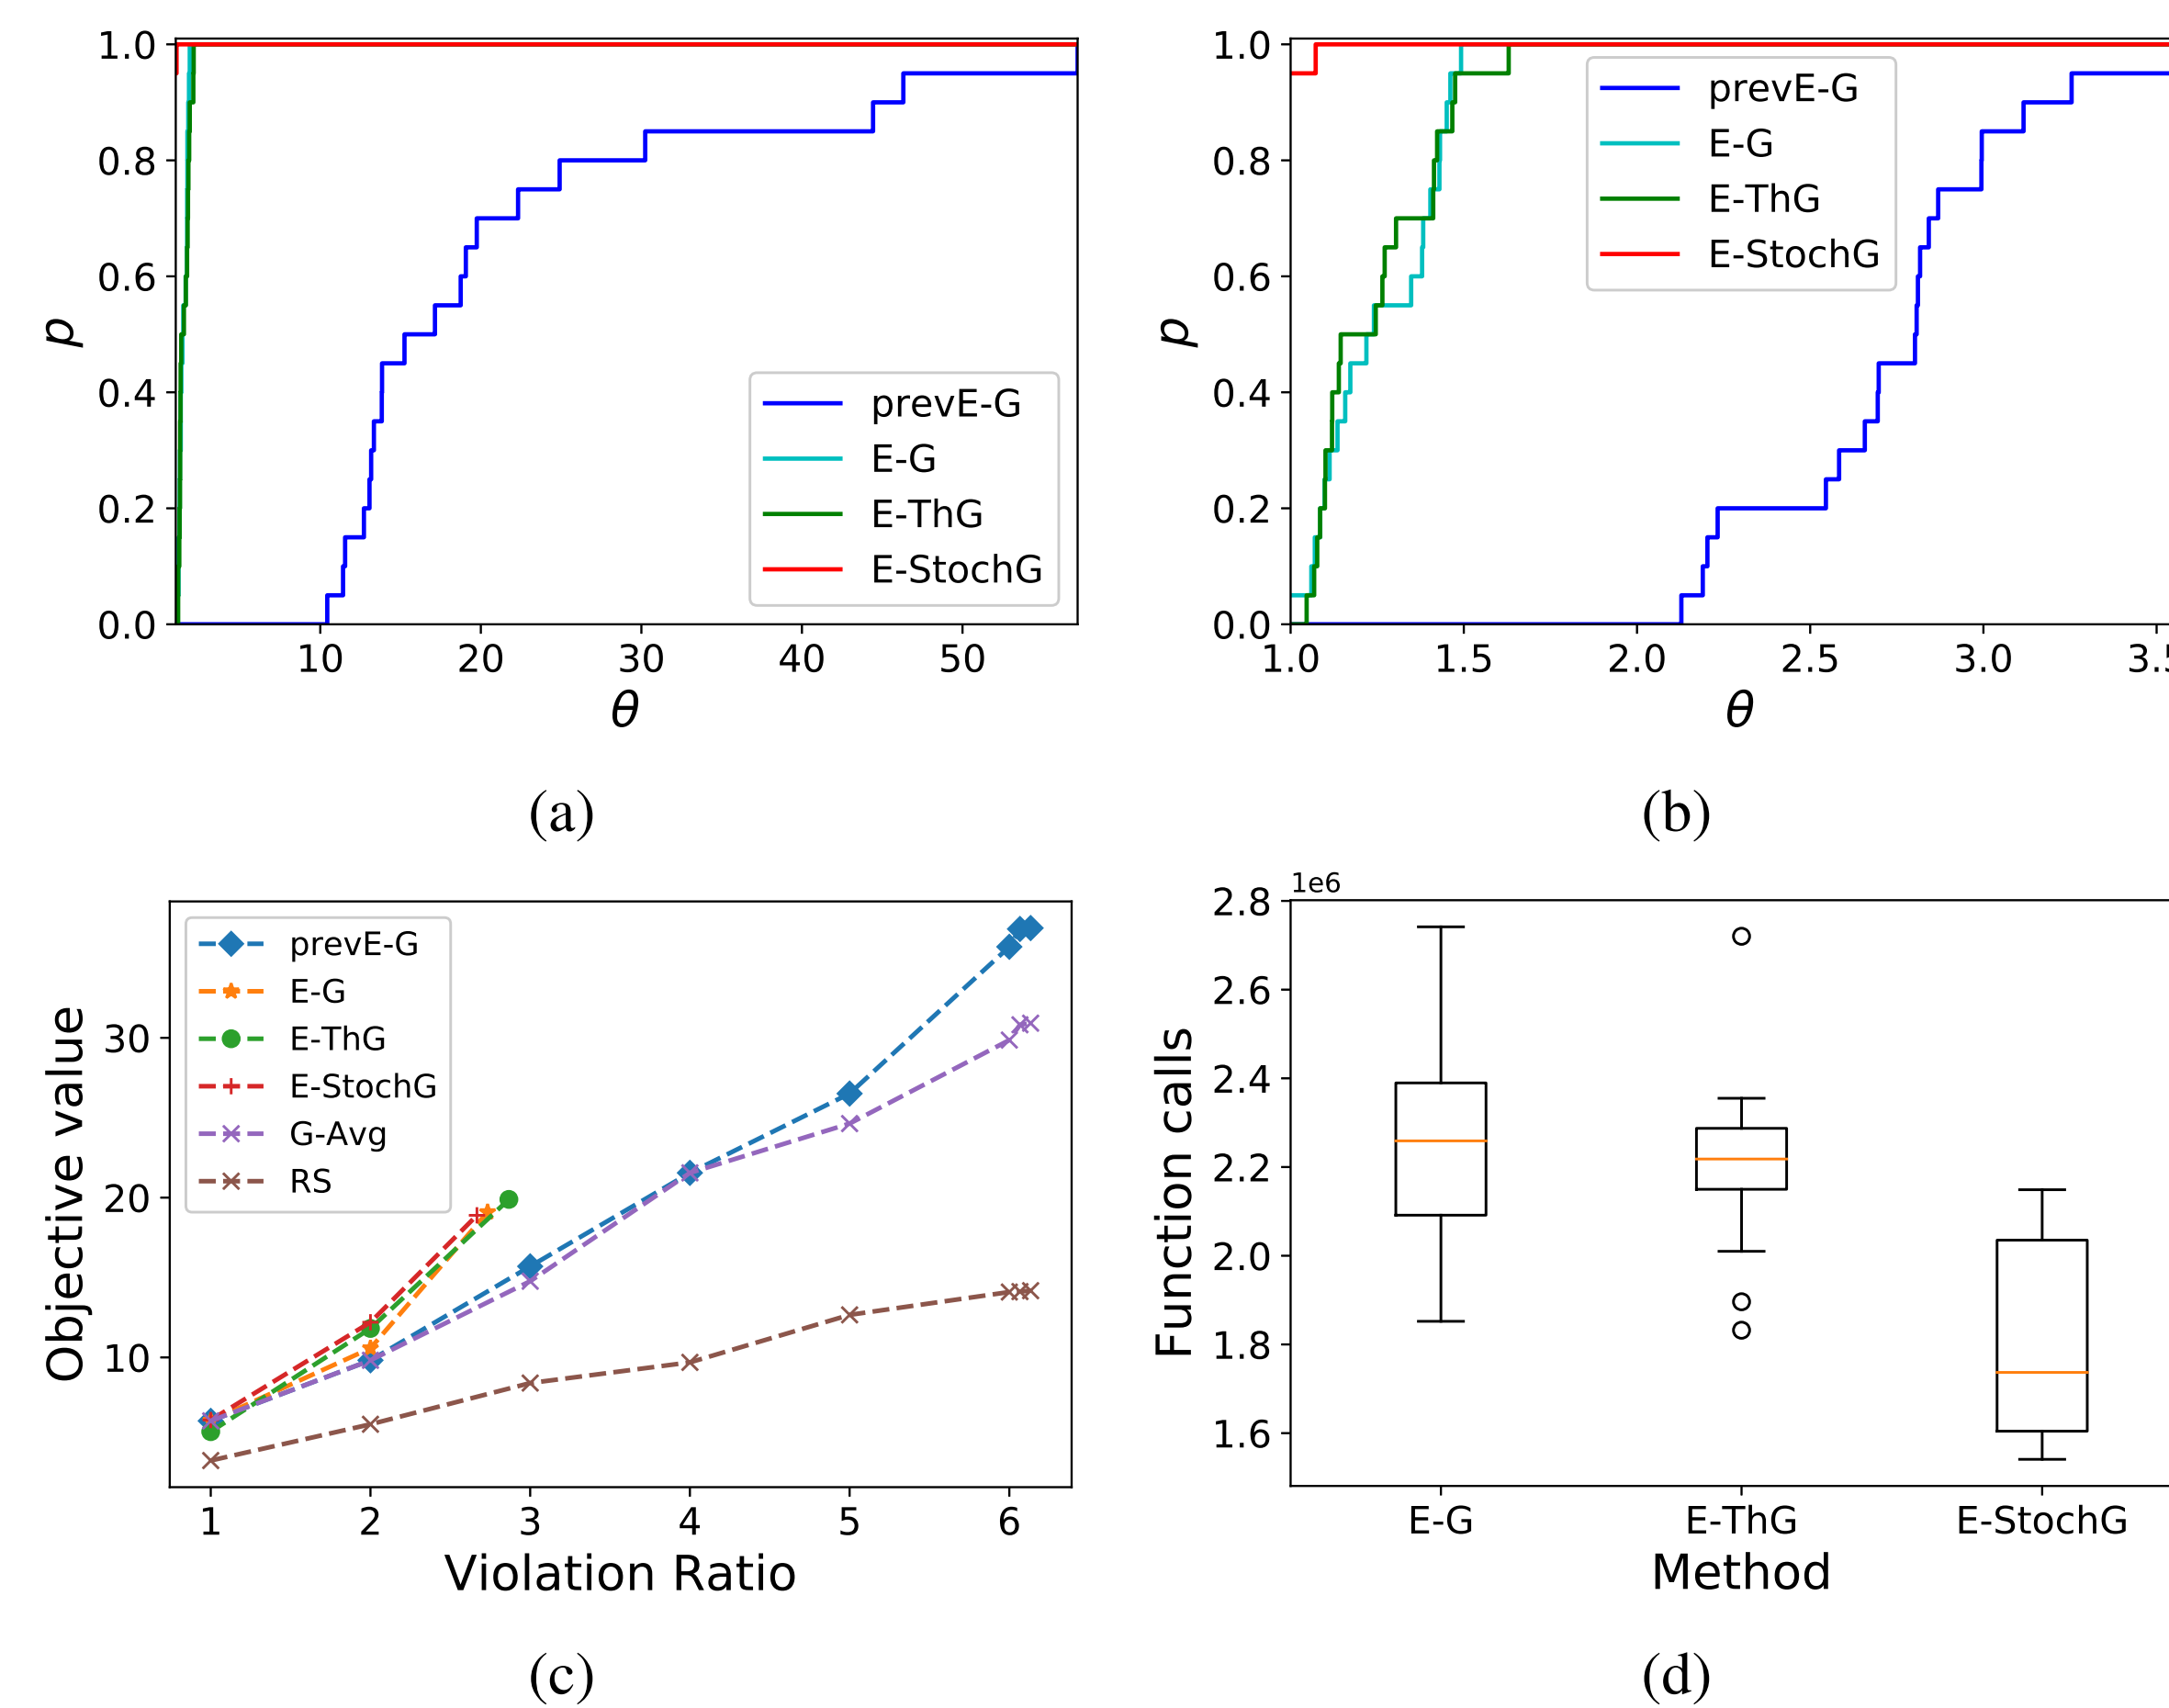 1.0
0.8
0.6
0.4
0.2
0.0
p
10 20 30 40 50
θ
prevE-G
E-G
E-ThG
E-StochG
(a)
1.0
0.8
0.6
0.4
0.2
0.0
p
1.0 1.5 2.0 2.5 3.0
θ
prevE-G
E-G
E-ThG
E-StochG
(b)
30
20
10
Objective value
prevE-G
E-G
E-ThG
E-StochG
G-Avg
RS
1 2 3 4 5 6
Violation Ratio
(c)
1e6
2.8
2.6
2.4
2.2
2.0
1.8
1.6
Function calls
E-G E-ThG E-StochG
Method
(d)